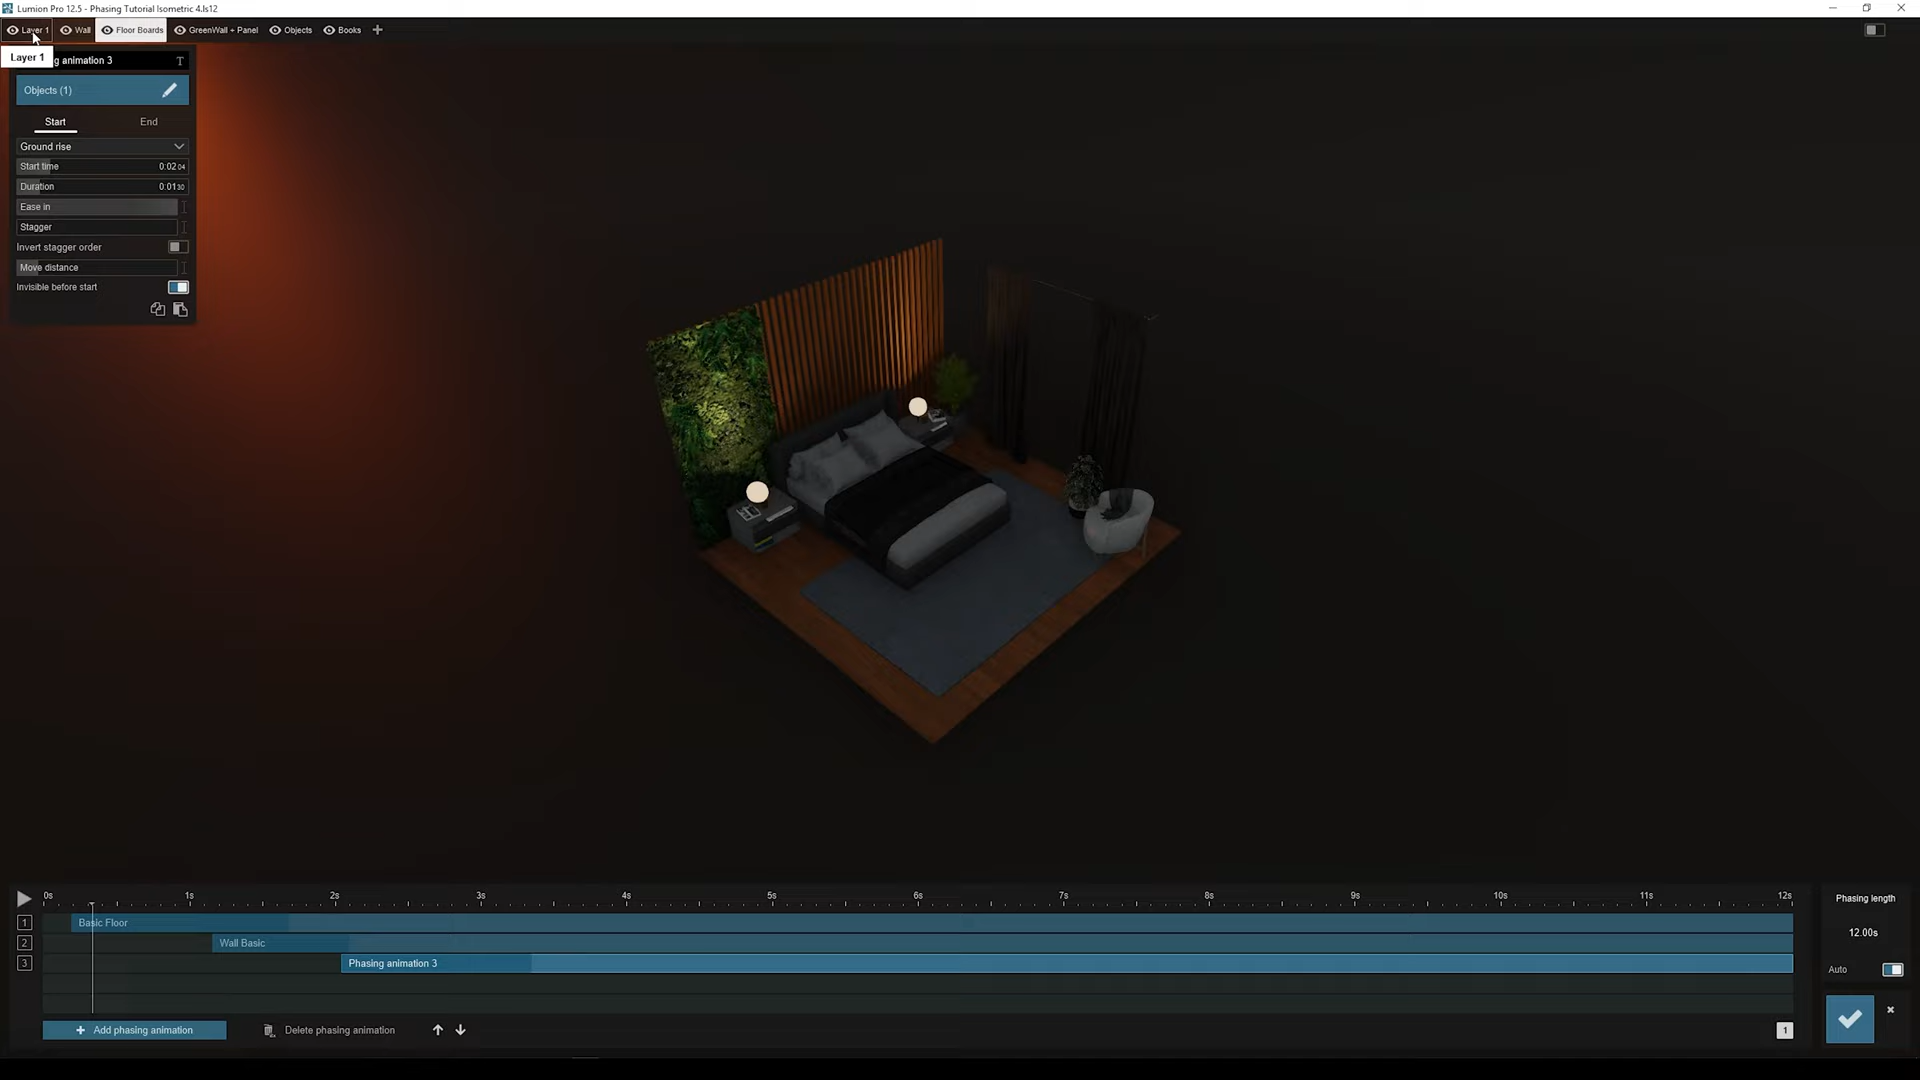 Lumion Pro 12.5 - Phasing Tutorial Isometric 4.ls12
Layer 1
Wall
Floor Boards
GreenWall + Panel
Objects
Books
Layer 1
g animation 3
T
Objects (1)
Start
End
Ground rise
Start time
0:02 04
Duration
0:01 30
Ease in
Stagger
Invert stagger order
Move distance
Invisible before start
0s 1s 2s 3s 4s 5s 6s 7s 8s 9s 10s 11s 12s
1 Basic Floor
2 Wall Basic
3 Phasing animation 3
+ Add phasing animation
Delete phasing animation
1
Phasing length
12.00s
Auto